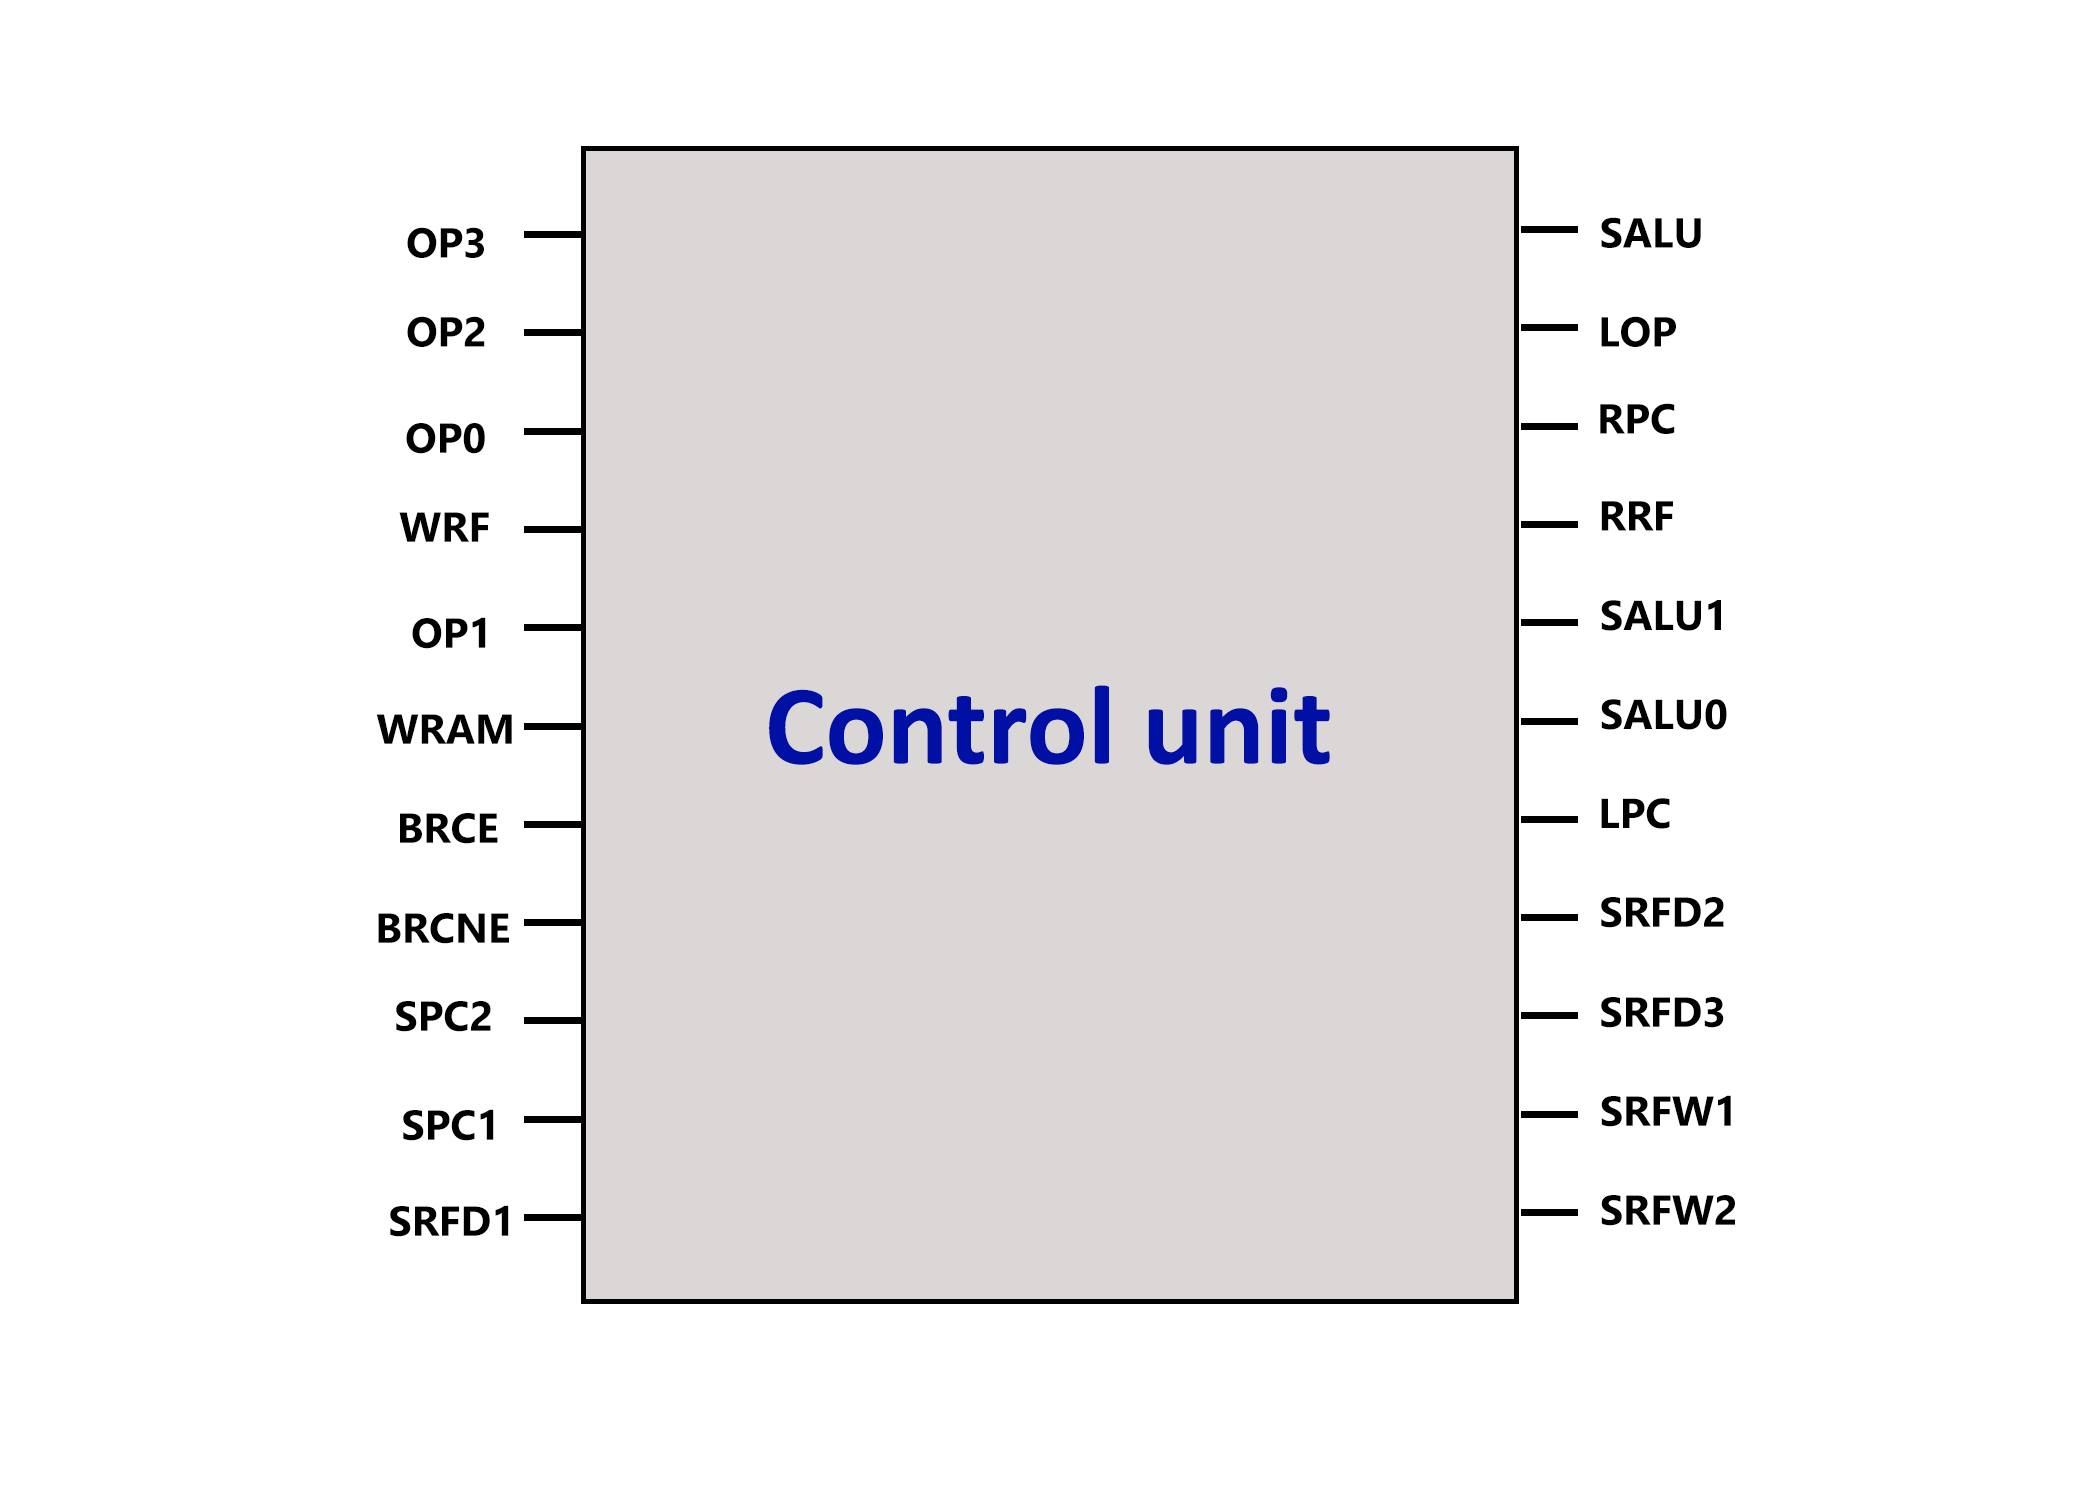 OP3
OP2
OP0
WRF
OP1
WRAM
BRCE
BRCNE
SPC2
SPC1
SRFD1
Control unit
SALU
LOP
RPC
RRF
SALU1
SALU0
LPC
SRFD2
SRFD3
SRFW1
SRFW2